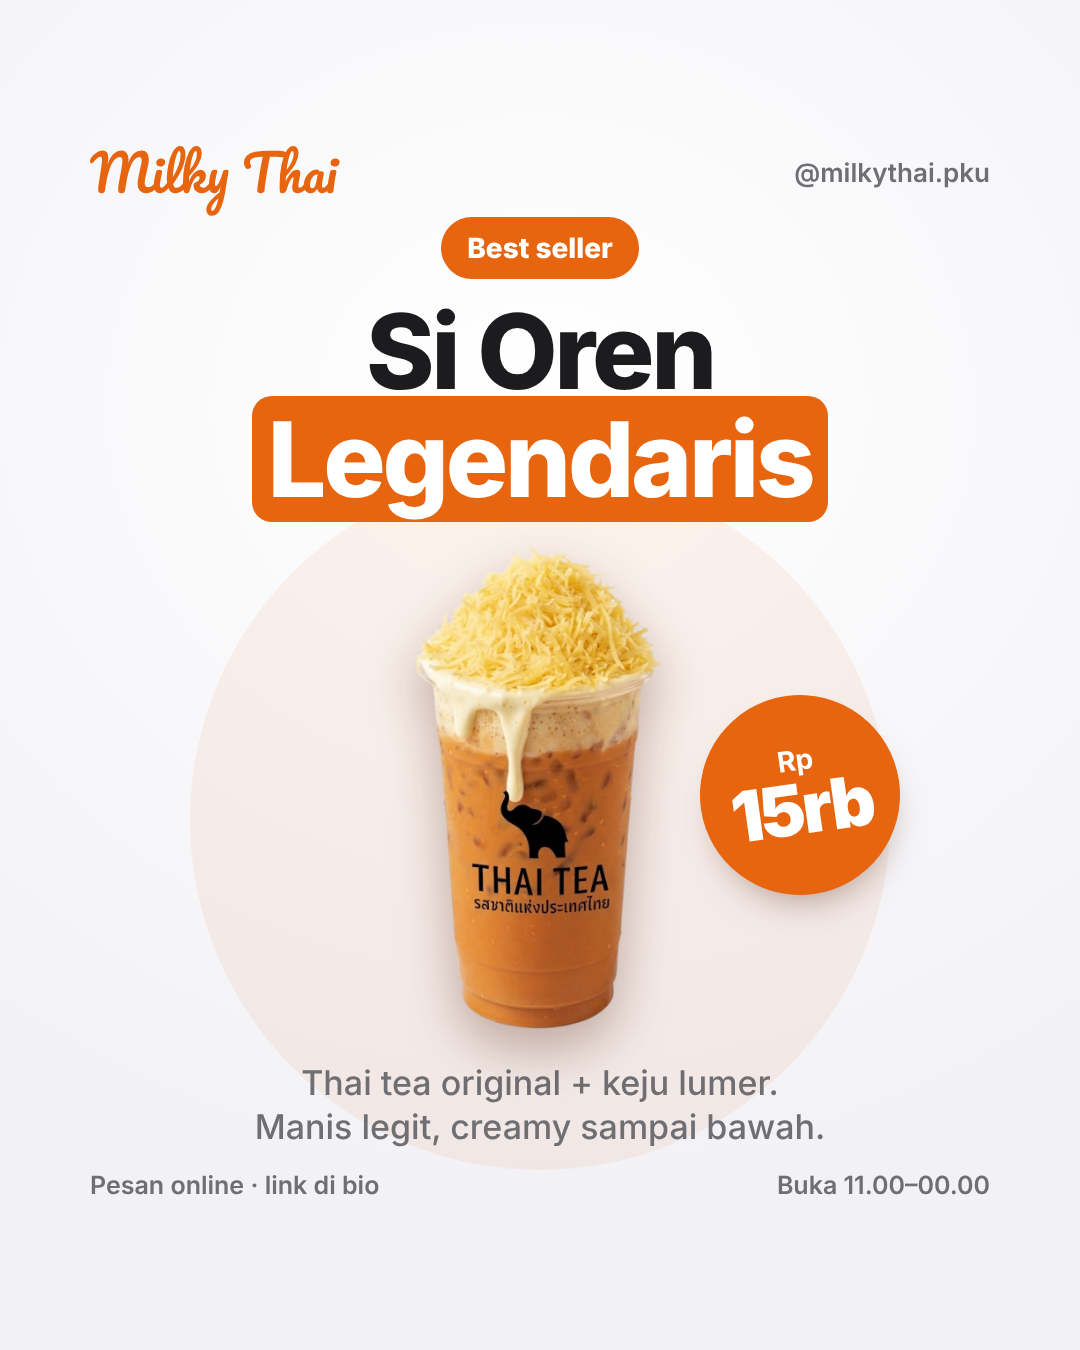 Milky Thai
@milkythai.pku
Best seller
Si Oren
Legendaris
Rp
15rb
THAI TEA
รสชาติแห่งประเทศไทย
Thai tea original + keju lumer.
Manis legit, creamy sampai bawah.
Pesan online · link di bio
Buka 11.00–00.00